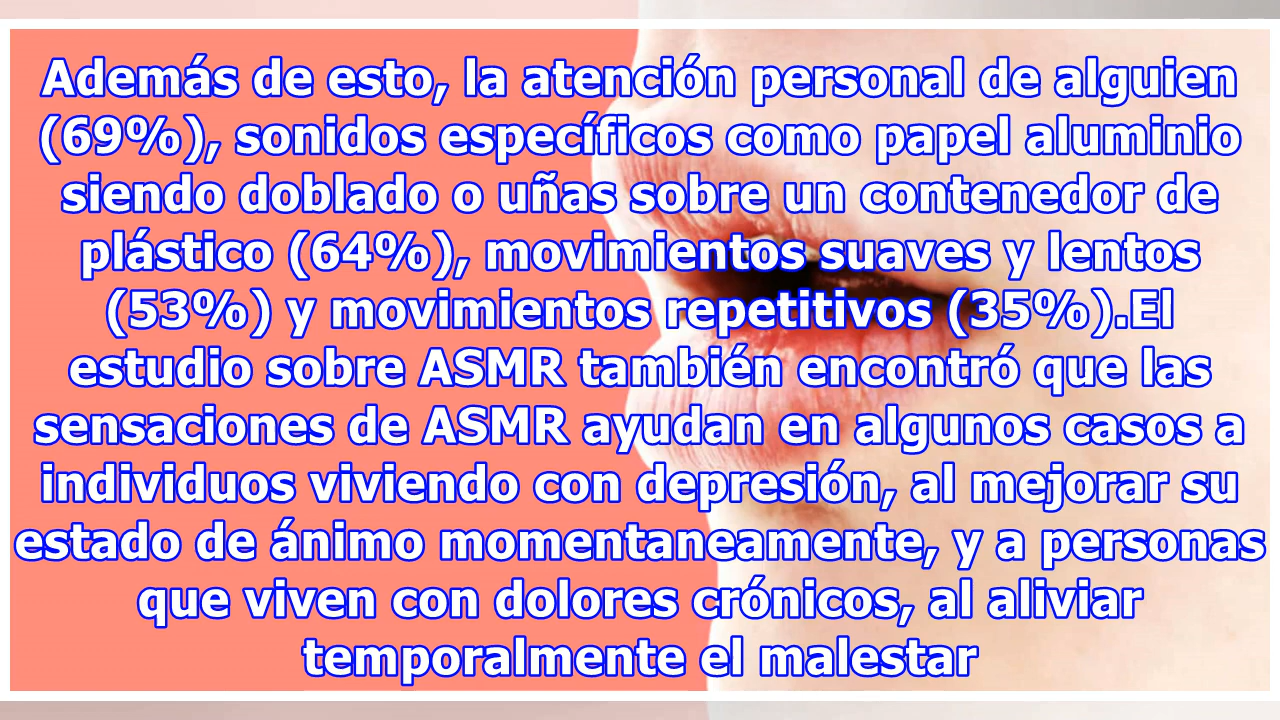 Además de esto, la atención personal de alguien
(69%), sonidos específicos como papel aluminio
siendo doblado o uñas sobre un contenedor de
plástico (64%), movimientos suaves y lentos
(53%) y movimientos repetitivos (35%).El
estudio sobre ASMR también encontró que las
sensaciones de ASMR ayudan en algunos casos a
individuos viviendo con depresión, al mejorar su
estado de ánimo momentaneamente, y a personas
que viven con dolores crónicos, al aliviar
temporalmente el malestar